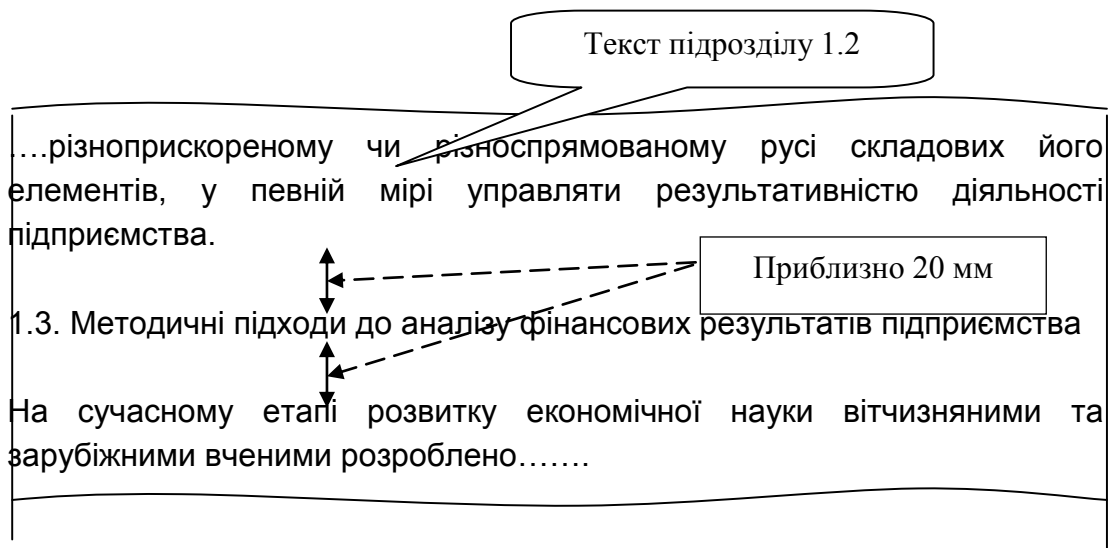 Текст підрозділу 1.2
….різноприскореному чи різноспрямованому русі складових його
елементів, у певній мірі управляти результативністю діяльності
підприємства.
Приблизно 20 мм
1.3. Методичні підходи до аналізу фінансових результатів підприємства
На сучасному етапі розвитку економічної науки вітчизняними та
зарубіжними вченими розроблено…….